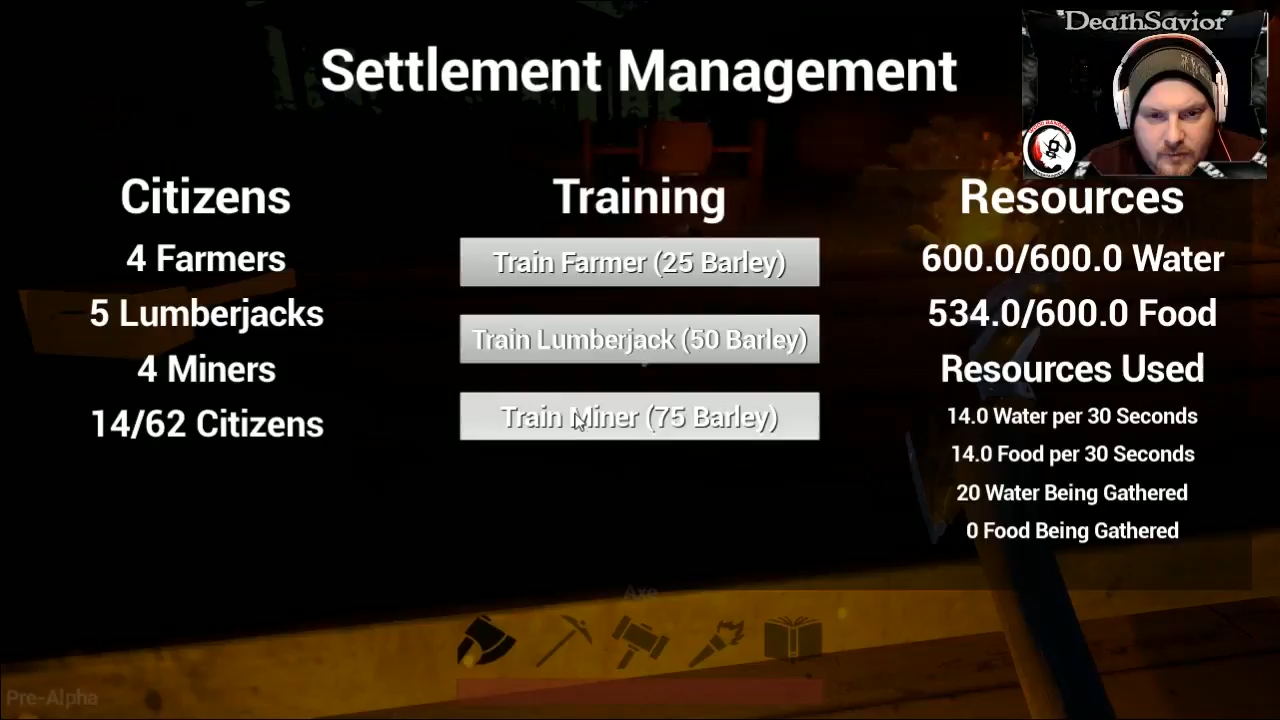 DeathSavior
Settlement Management
Citizens
4 Farmers
5 Lumberjacks
4 Miners
14/62 Citizens
Training
Train Farmer (25 Barley)
Train Lumberjack (50 Barley)
Train Miner (75 Barley)
Resources
600.0/600.0 Water
534.0/600.0 Food
Resources Used
14.0 Water per 30 Seconds
14.0 Food per 30 Seconds
20 Water Being Gathered
0 Food Being Gathered
Axe
Pre-Alpha